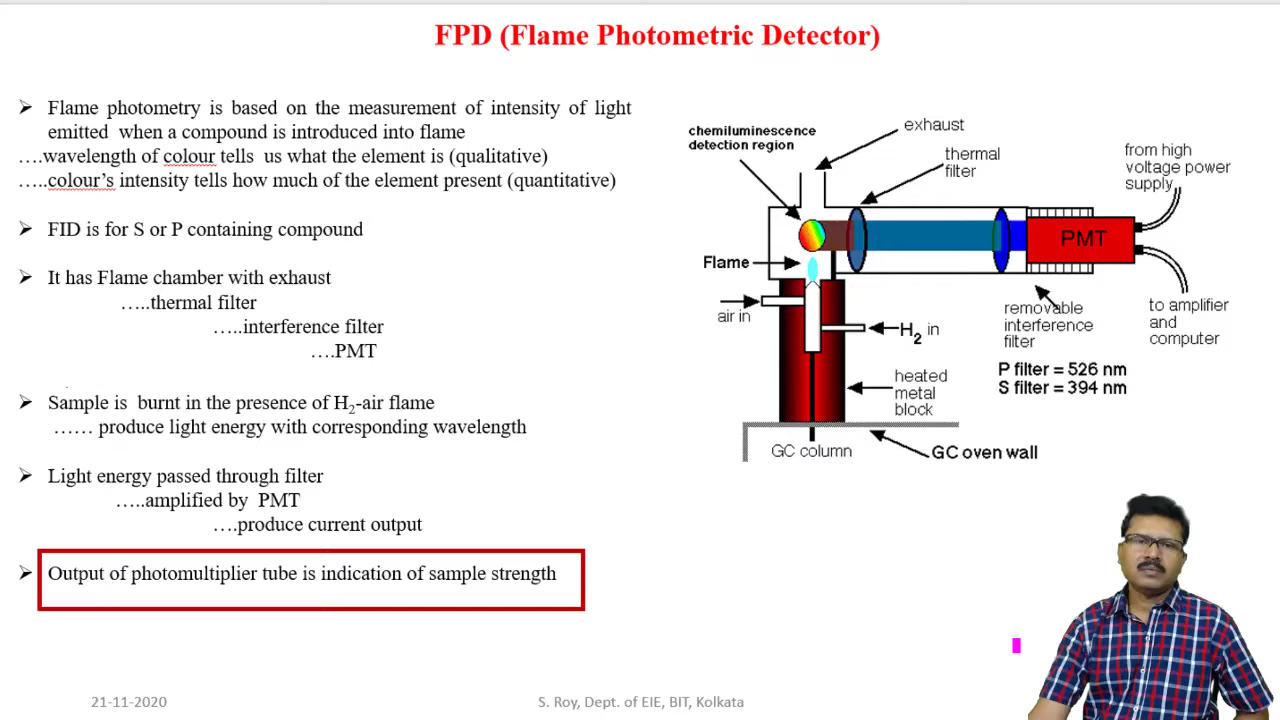 FPD (Flame Photometric Detector)
➢ Flame photometry is based on the measurement of intensity of light
emitted when a compound is introduced into flame
….wavelength of colour tells us what the element is (qualitative)
…..colour’s intensity tells how much of the element present (quantitative)
➢ FID is for S or P containing compound
➢ It has Flame chamber with exhaust
…..thermal filter
…..interference filter
….PMT
➢ Sample is burnt in the presence of H2-air flame
…… produce light energy with corresponding wavelength
➢ Light energy passed through filter
…..amplified by PMT
….produce current output
➢ Output of photomultiplier tube is indication of sample strength
chemiluminescence
detection region
exhaust
thermal
filter
from high
voltage power
supply
PMT
Flame
air in
H2 in
removable
interference
filter
to amplifier
and
computer
P filter = 526 nm
S filter = 394 nm
heated
metal
block
GC column
GC oven wall
21-11-2020
S. Roy, Dept. of EIE, BIT, Kolkata